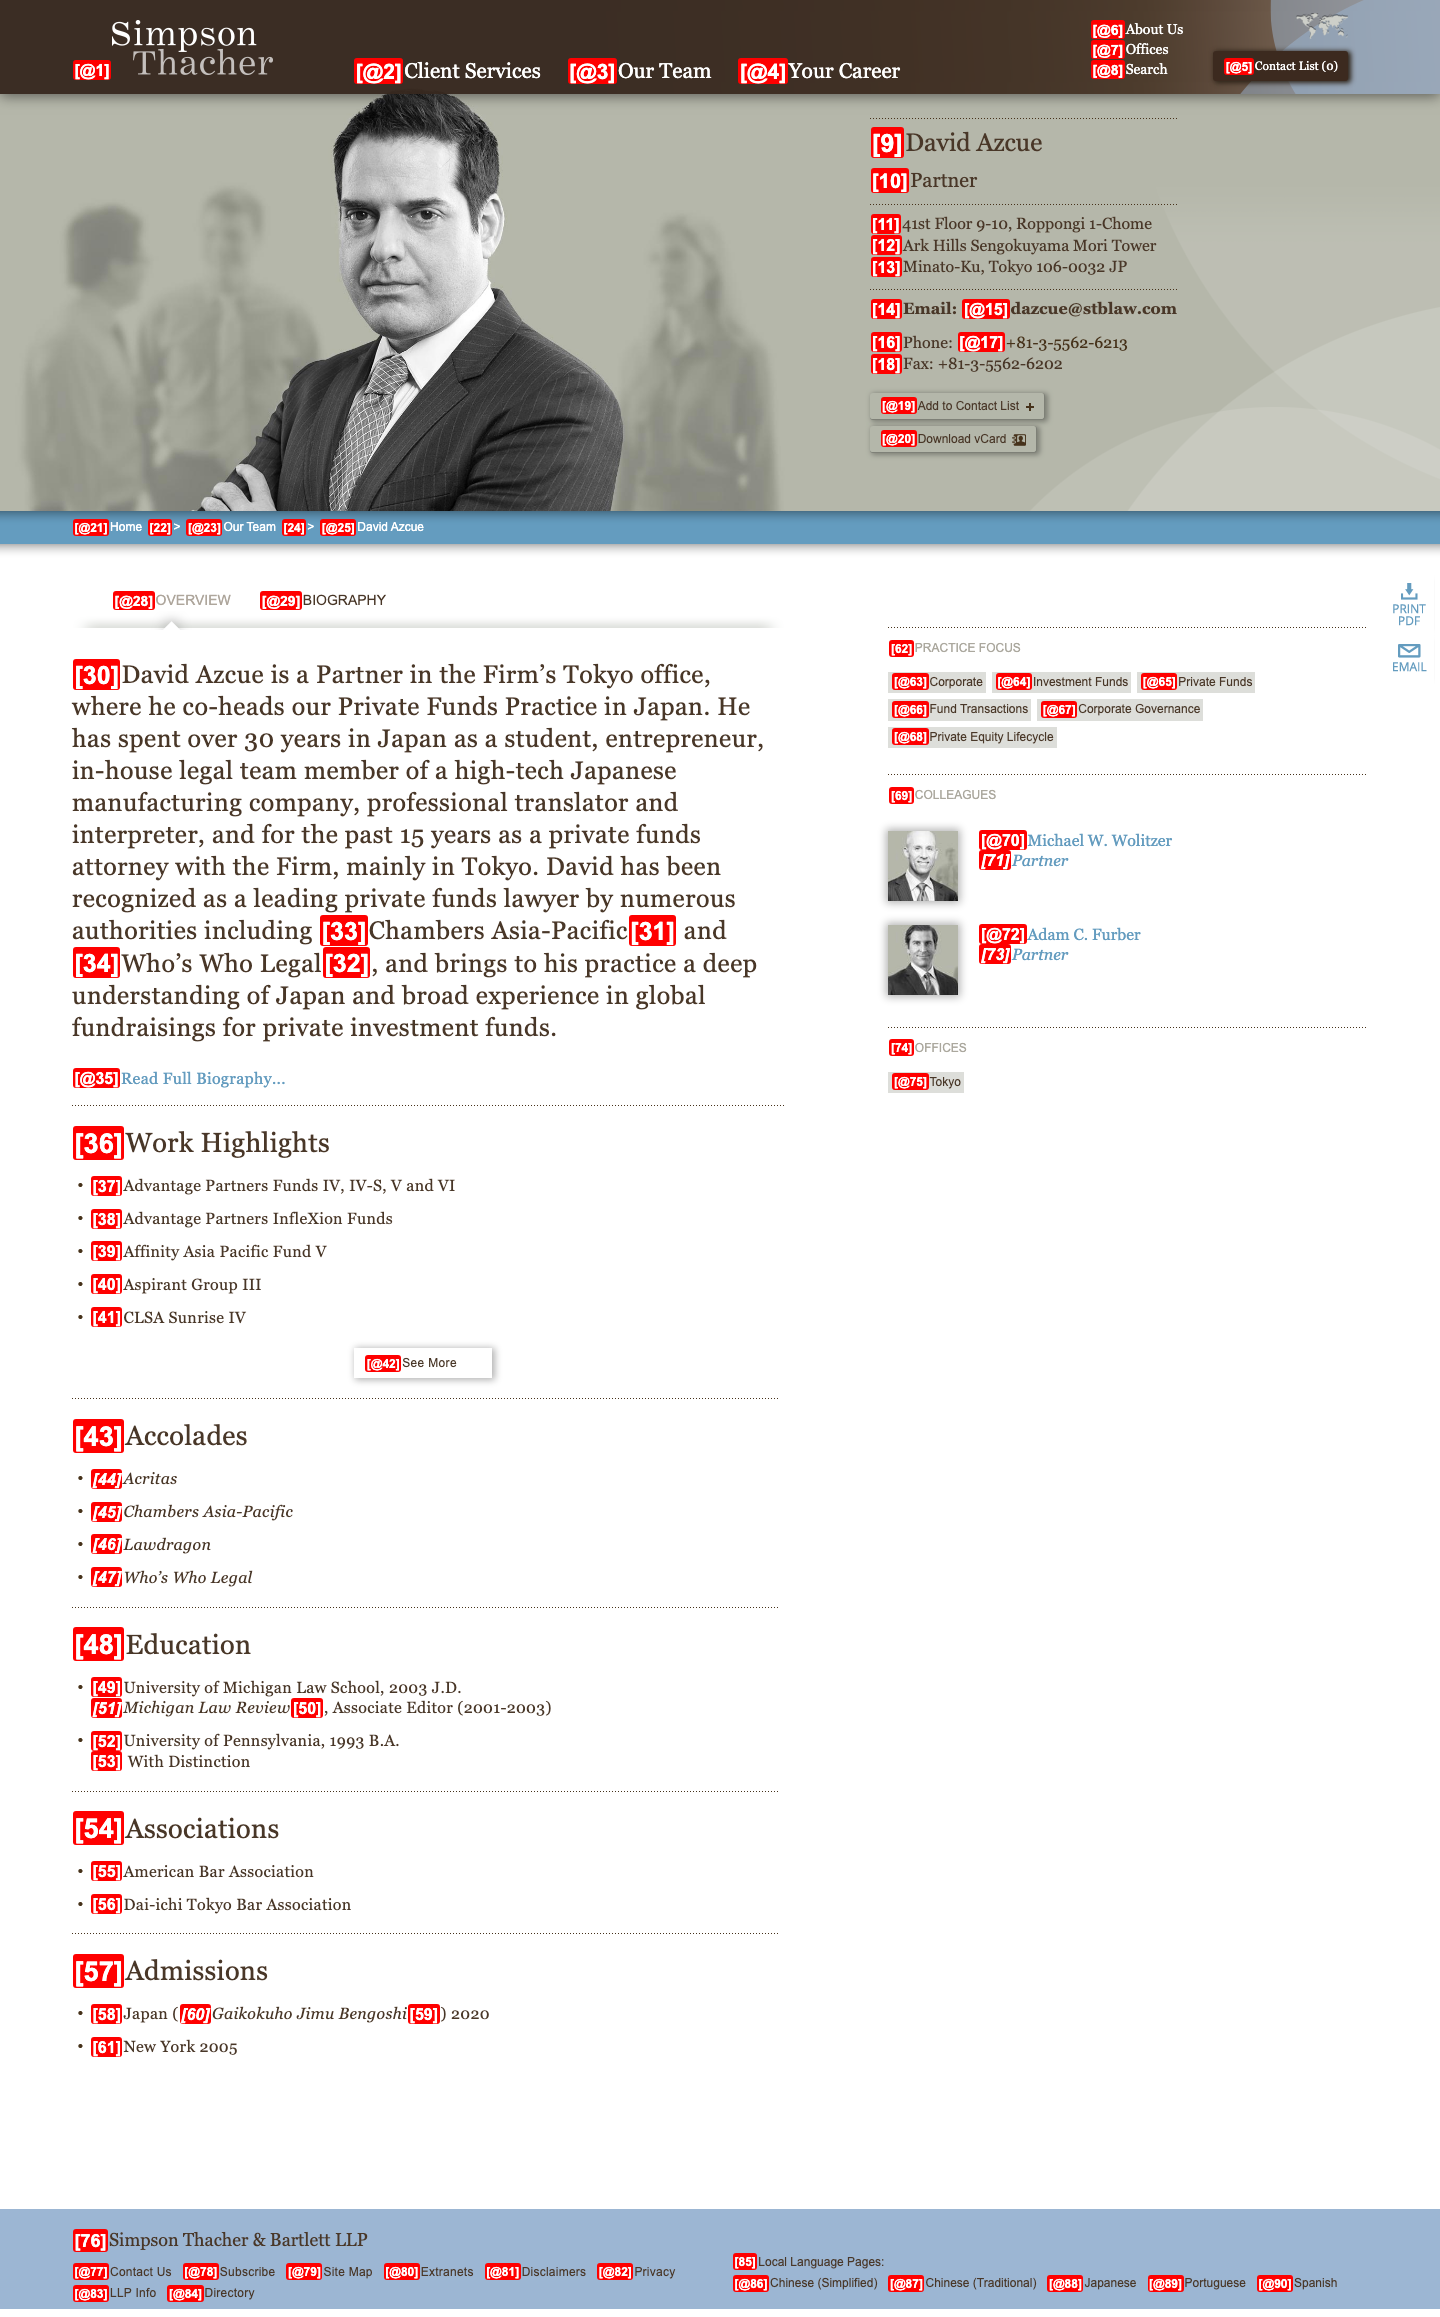 Simpson
Thacher
[@1]
[@2]Client Services [@3]Our Team [@4]Your Career
[@6]About Us
[@7]Offices
[@8]Search
[@5]Contact List (0)
[9]David Azcue
[10]Partner
[11]41st Floor 9-10, Roppongi 1-Chome
[12]Ark Hills Sengokuyama Mori Tower
[13]Minato-Ku, Tokyo 106-0032 JP
[14]Email: [@15]dazcue@stblaw.com
[16]Phone: [@17]+81-3-5562-6213
[18]Fax: +81-3-5562-6202
[@19]Add to Contact List +
[@20]Download vCard
[@21]Home [22]> [@23]Our Team [24]> [@25]David Azcue
[@28]OVERVIEW [@29]BIOGRAPHY
PRINT
PDF
EMAIL
[30]David Azcue is a Partner in the Firm’s Tokyo office,
where he co-heads our Private Funds Practice in Japan. He
has spent over 30 years in Japan as a student, entrepreneur,
in-house legal team member of a high-tech Japanese
manufacturing company, professional translator and
interpreter, and for the past 15 years as a private funds
attorney with the Firm, mainly in Tokyo. David has been
recognized as a leading private funds lawyer by numerous
authorities including [33]Chambers Asia-Pacific[31] and
[34]Who’s Who Legal[32], and brings to his practice a deep
understanding of Japan and broad experience in global
fundraisings for private investment funds.
[@35]Read Full Biography...
[36]Work Highlights
• [37]Advantage Partners Funds IV, IV-S, V and VI
• [38]Advantage Partners InfleXion Funds
• [39]Affinity Asia Pacific Fund V
• [40]Aspirant Group III
• [41]CLSA Sunrise IV
[@42]See More
[43]Accolades
• [44]Acritas
• [45]Chambers Asia-Pacific
• [46]Lawdragon
• [47]Who’s Who Legal
[48]Education
• [49]University of Michigan Law School, 2003 J.D.
[51]Michigan Law Review[50], Associate Editor (2001-2003)
• [52]University of Pennsylvania, 1993 B.A.
[53] With Distinction
[54]Associations
• [55]American Bar Association
• [56]Dai-ichi Tokyo Bar Association
[57]Admissions
• [58]Japan ([60]Gaikokuho Jimu Bengoshi[59]) 2020
• [61]New York 2005
[62]PRACTICE FOCUS
[@63]Corporate [@64]Investment Funds [@65]Private Funds
[@66]Fund Transactions [@67]Corporate Governance
[@68]Private Equity Lifecycle
[69]COLLEAGUES
[@70]Michael W. Wolitzer
[71]Partner
[@72]Adam C. Furber
[73]Partner
[74]OFFICES
[@75]Tokyo
[76]Simpson Thacher & Bartlett LLP
[@77]Contact Us [@78]Subscribe [@79]Site Map [@80]Extranets [@81]Disclaimers [@82]Privacy
[@83]LLP Info [@84]Directory
[85]Local Language Pages:
[@86]Chinese (Simplified) [@87]Chinese (Traditional) [@88]Japanese [@89]Portuguese [@90]Spanish